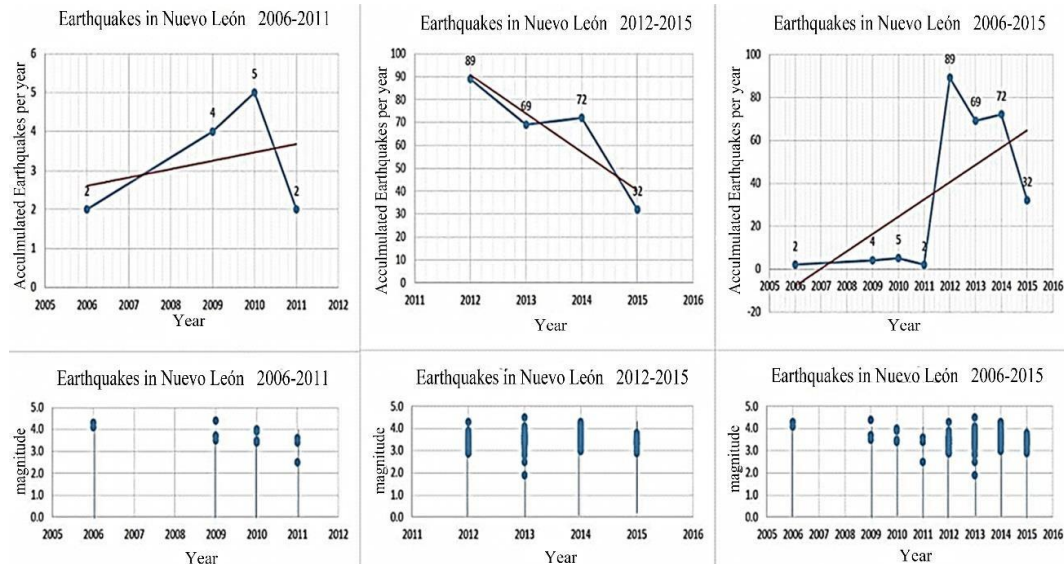 Earthquakes in Nuevo León 2006-2011
Acculmulated Earthquakes per year
6
5
4
3
2
1
0
2
4
5
2
2005 2006 2007 2008 2009 2010 2011 2012
Year
Earthquakes in Nuevo León 2012-2015
Acculmulated Earthquakes per year
100
90
80
70
60
50
40
30
20
10
0
89
69
72
32
2011 2012 2013 2014 2015 2016
Year
Earthquakes in Nuevo León 2006-2015
Acculmulated Earthquakes per year
100
80
60
40
20
0
-20
2
4
5
2
89
69
72
32
2005 2006 2007 2008 2009 2010 2011 2012 2013 2014 2015 2016
Year
Earthquakes in Nuevo León 2006-2011
magnitude
5.0
4.0
3.0
2.0
1.0
0.0
2005 2006 2007 2008 2009 2010 2011 2012
Year
Earthquakes in Nuevo León 2012-2015
magnitude
5.0
4.0
3.0
2.0
1.0
0.0
2011 2012 2013 2014 2015 2016
Year
Earthquakes in Nuevo León 2006-2015
magnitude
5.0
4.0
3.0
2.0
1.0
0.0
2005 2006 2007 2008 2009 2010 2011 2012 2013 2014 2015 2016
Year